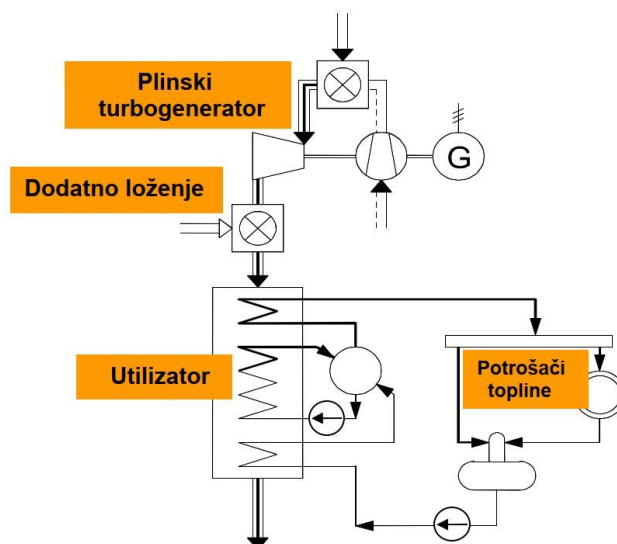 Plinski
turbogenerator
G
Dodatno loženje
Utilizator
Potrošači
topline